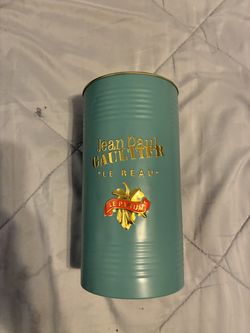 Jean Paul
GAULTIER
"LE BEAU"
LE PARFUM